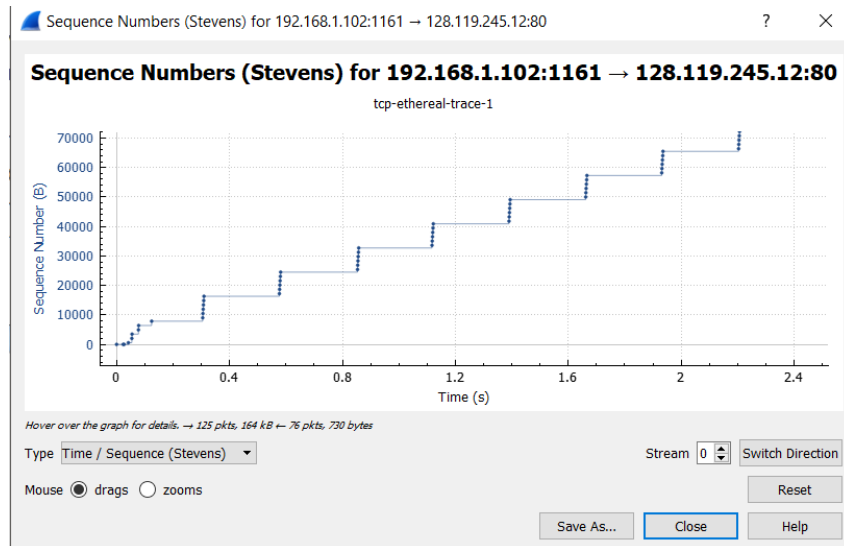 Sequence Numbers (Stevens) for 192.168.1.102:1161 → 128.119.245.12:80
? ×
Sequence Numbers (Stevens) for 192.168.1.102:1161 → 128.119.245.12:80
tcp-ethereal-trace-1
Sequence Number (B)
70000
60000
50000
40000
30000
20000
10000
0
0 0.4 0.8 1.2 1.6 2 2.4
Time (s)
Hover over the graph for details. → 125 pkts, 164 kB ← 76 pkts, 730 bytes
Type Time / Sequence (Stevens) Stream 0 Switch Direction
Mouse drags zooms Reset
Save As... Close Help